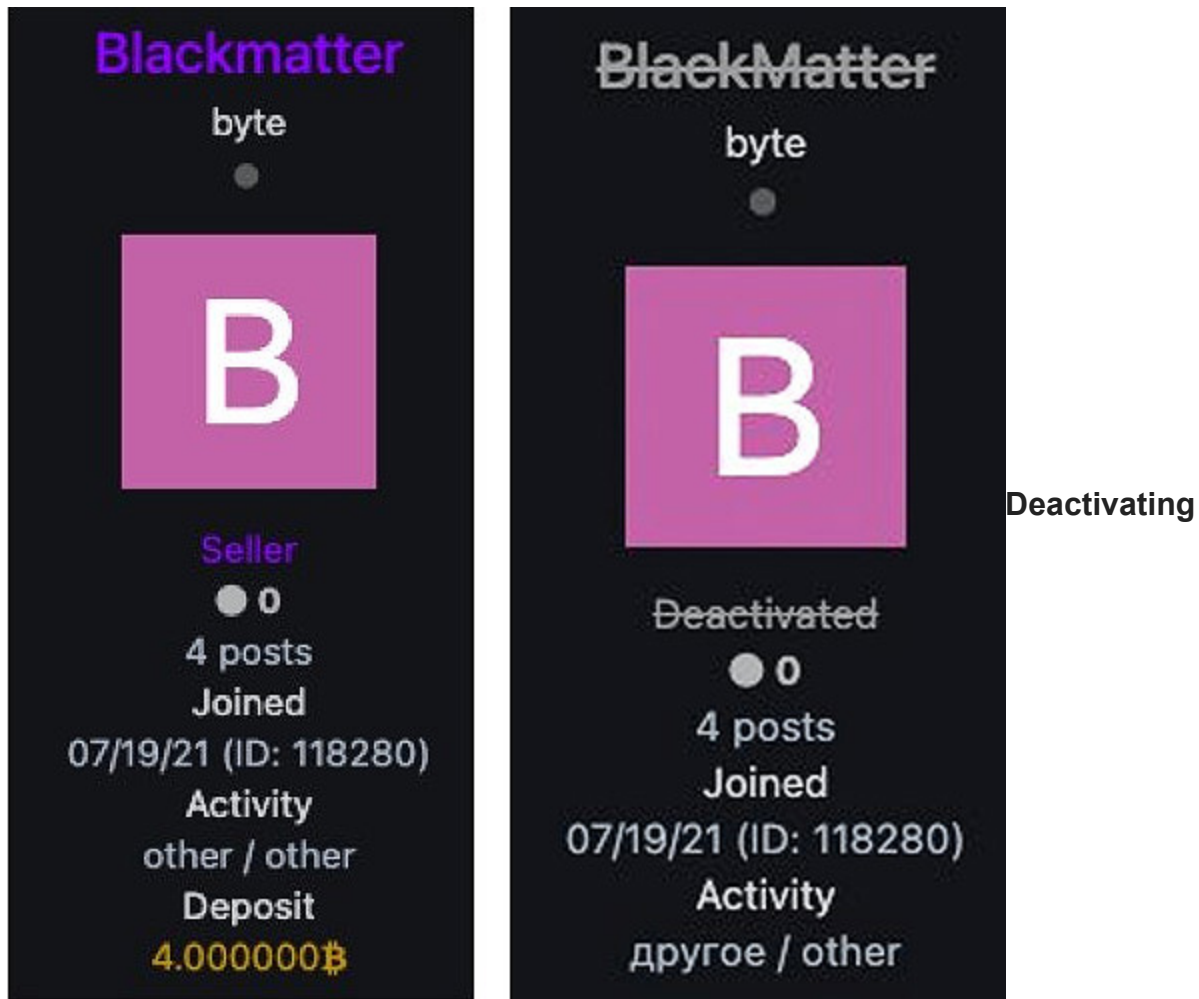 Blackmatter
byte
B
Seller
0
4 posts
Joined
07/19/21 (ID: 118280)
Activity
other / other
Deposit
4.000000₿
BlackMatter
byte
B
Deactivated
0
4 posts
Joined
07/19/21 (ID: 118280)
Activity
другое / other
Deactivating